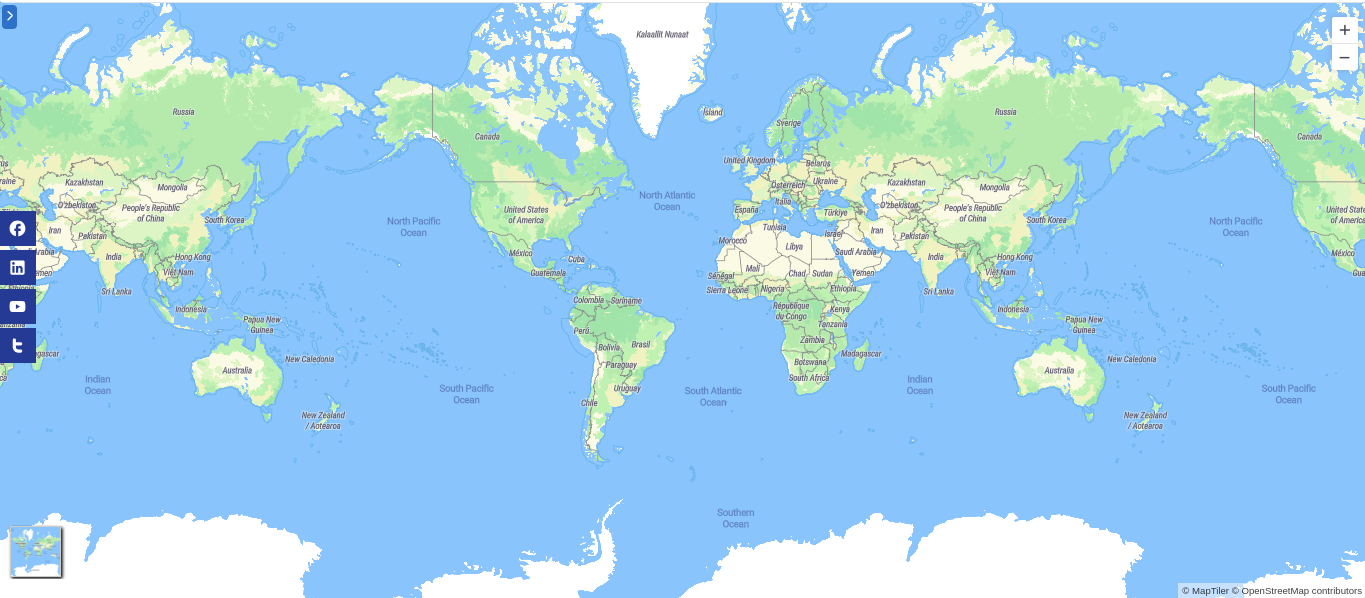 Kalaallit Nunaat
Russia
Ísland
Russia
Sverige
Canada
Canada
United Kingdom
Belarus
Kazakhstan
Mongolia
Österreich
Ukraine
Kazakhstan
Mongolia
North Atlantic
Ocean
Italia
O'zbekiston
People's Republic
of China
South Korea
United States
of America
España
Türkiye
O'zbekiston
People's Republic
of China
South Korea
North Pacific
Ocean
North Pacific
Ocean
Iran
Pakistan
Tunisia
Israel
Iran
Pakistan
Morocco
Libya
Saudi Arabia
India
Hong Kong
México
Cuba
India
Hong Kong
México
Việt Nam
Guatemala
Sénégal
Mali
Chad
Sudan
Yemen
Việt Nam
Sri Lanka
Sierra Leone
Nigeria
Ethiopia
Sri Lanka
Colombia
Suriname
Indonesia
République
du Congo
Kenya
Indonesia
Papua New
Guinea
Perú
Tanzania
Papua New
Guinea
Brasil
Zambia
Bolivia
Madagascar
New Caledonia
New Caledonia
Australia
Paraguay
Botswana
Australia
Indian
Ocean
South Africa
Indian
Ocean
South Pacific
Ocean
Uruguay
South Atlantic
Ocean
South Pacific
Ocean
Chile
New Zealand
/ Aotearoa
New Zealand
/ Aotearoa
Southern
Ocean
© MapTiler © OpenStreetMap contributors